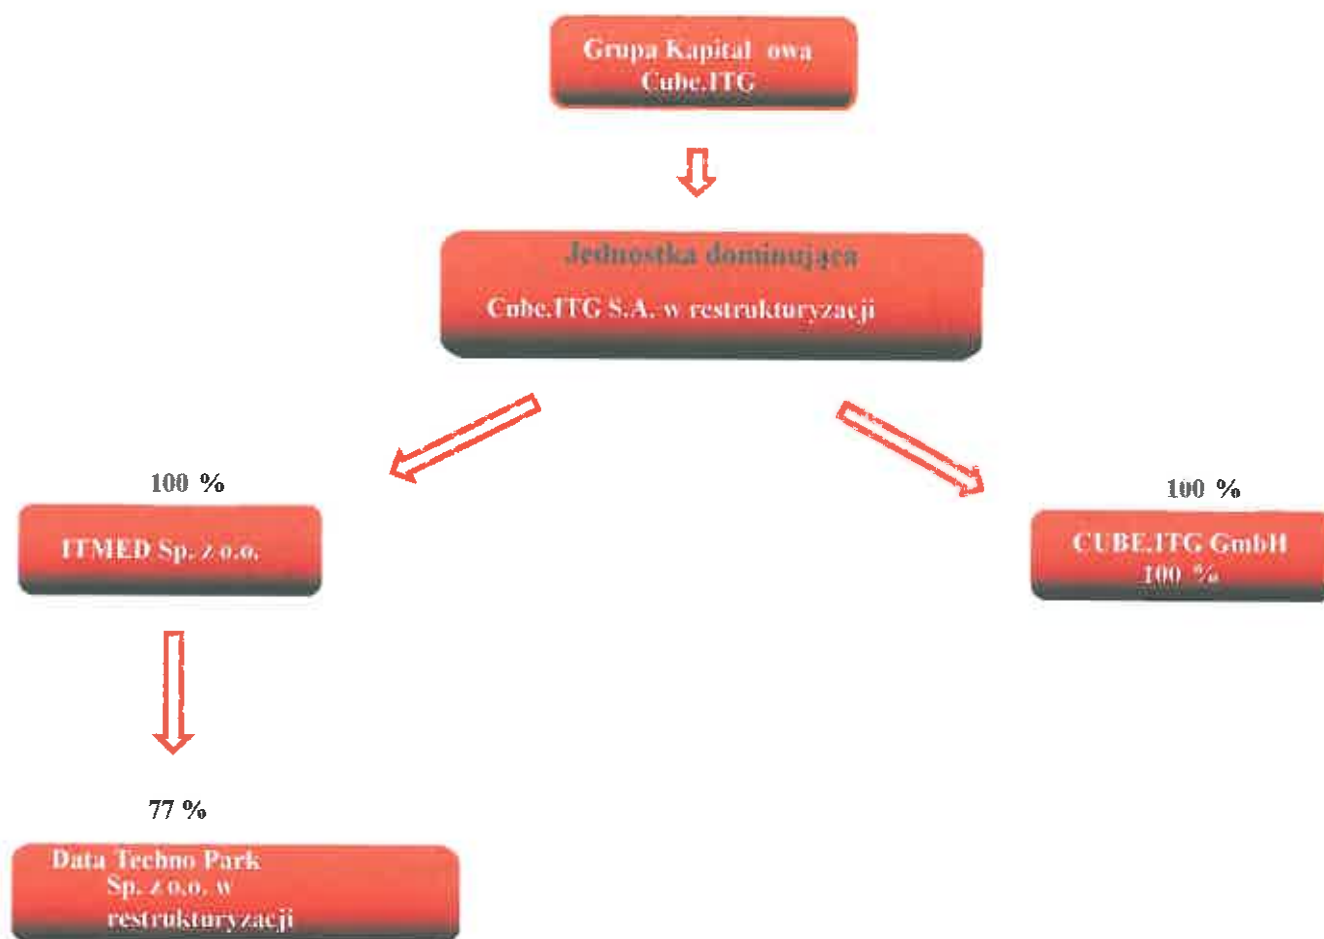 Grupa Kapitał owa
Cube.ITG
Jednostka dominująca
Cube.ITG S.A. w restrukturyzacji
100 %
ITMED Sp. z o.o.
100 %
CUBE.ITG GmbH
100 %
77 %
Data Techno Park
Sp. z o.o. w
restrukturyzacji